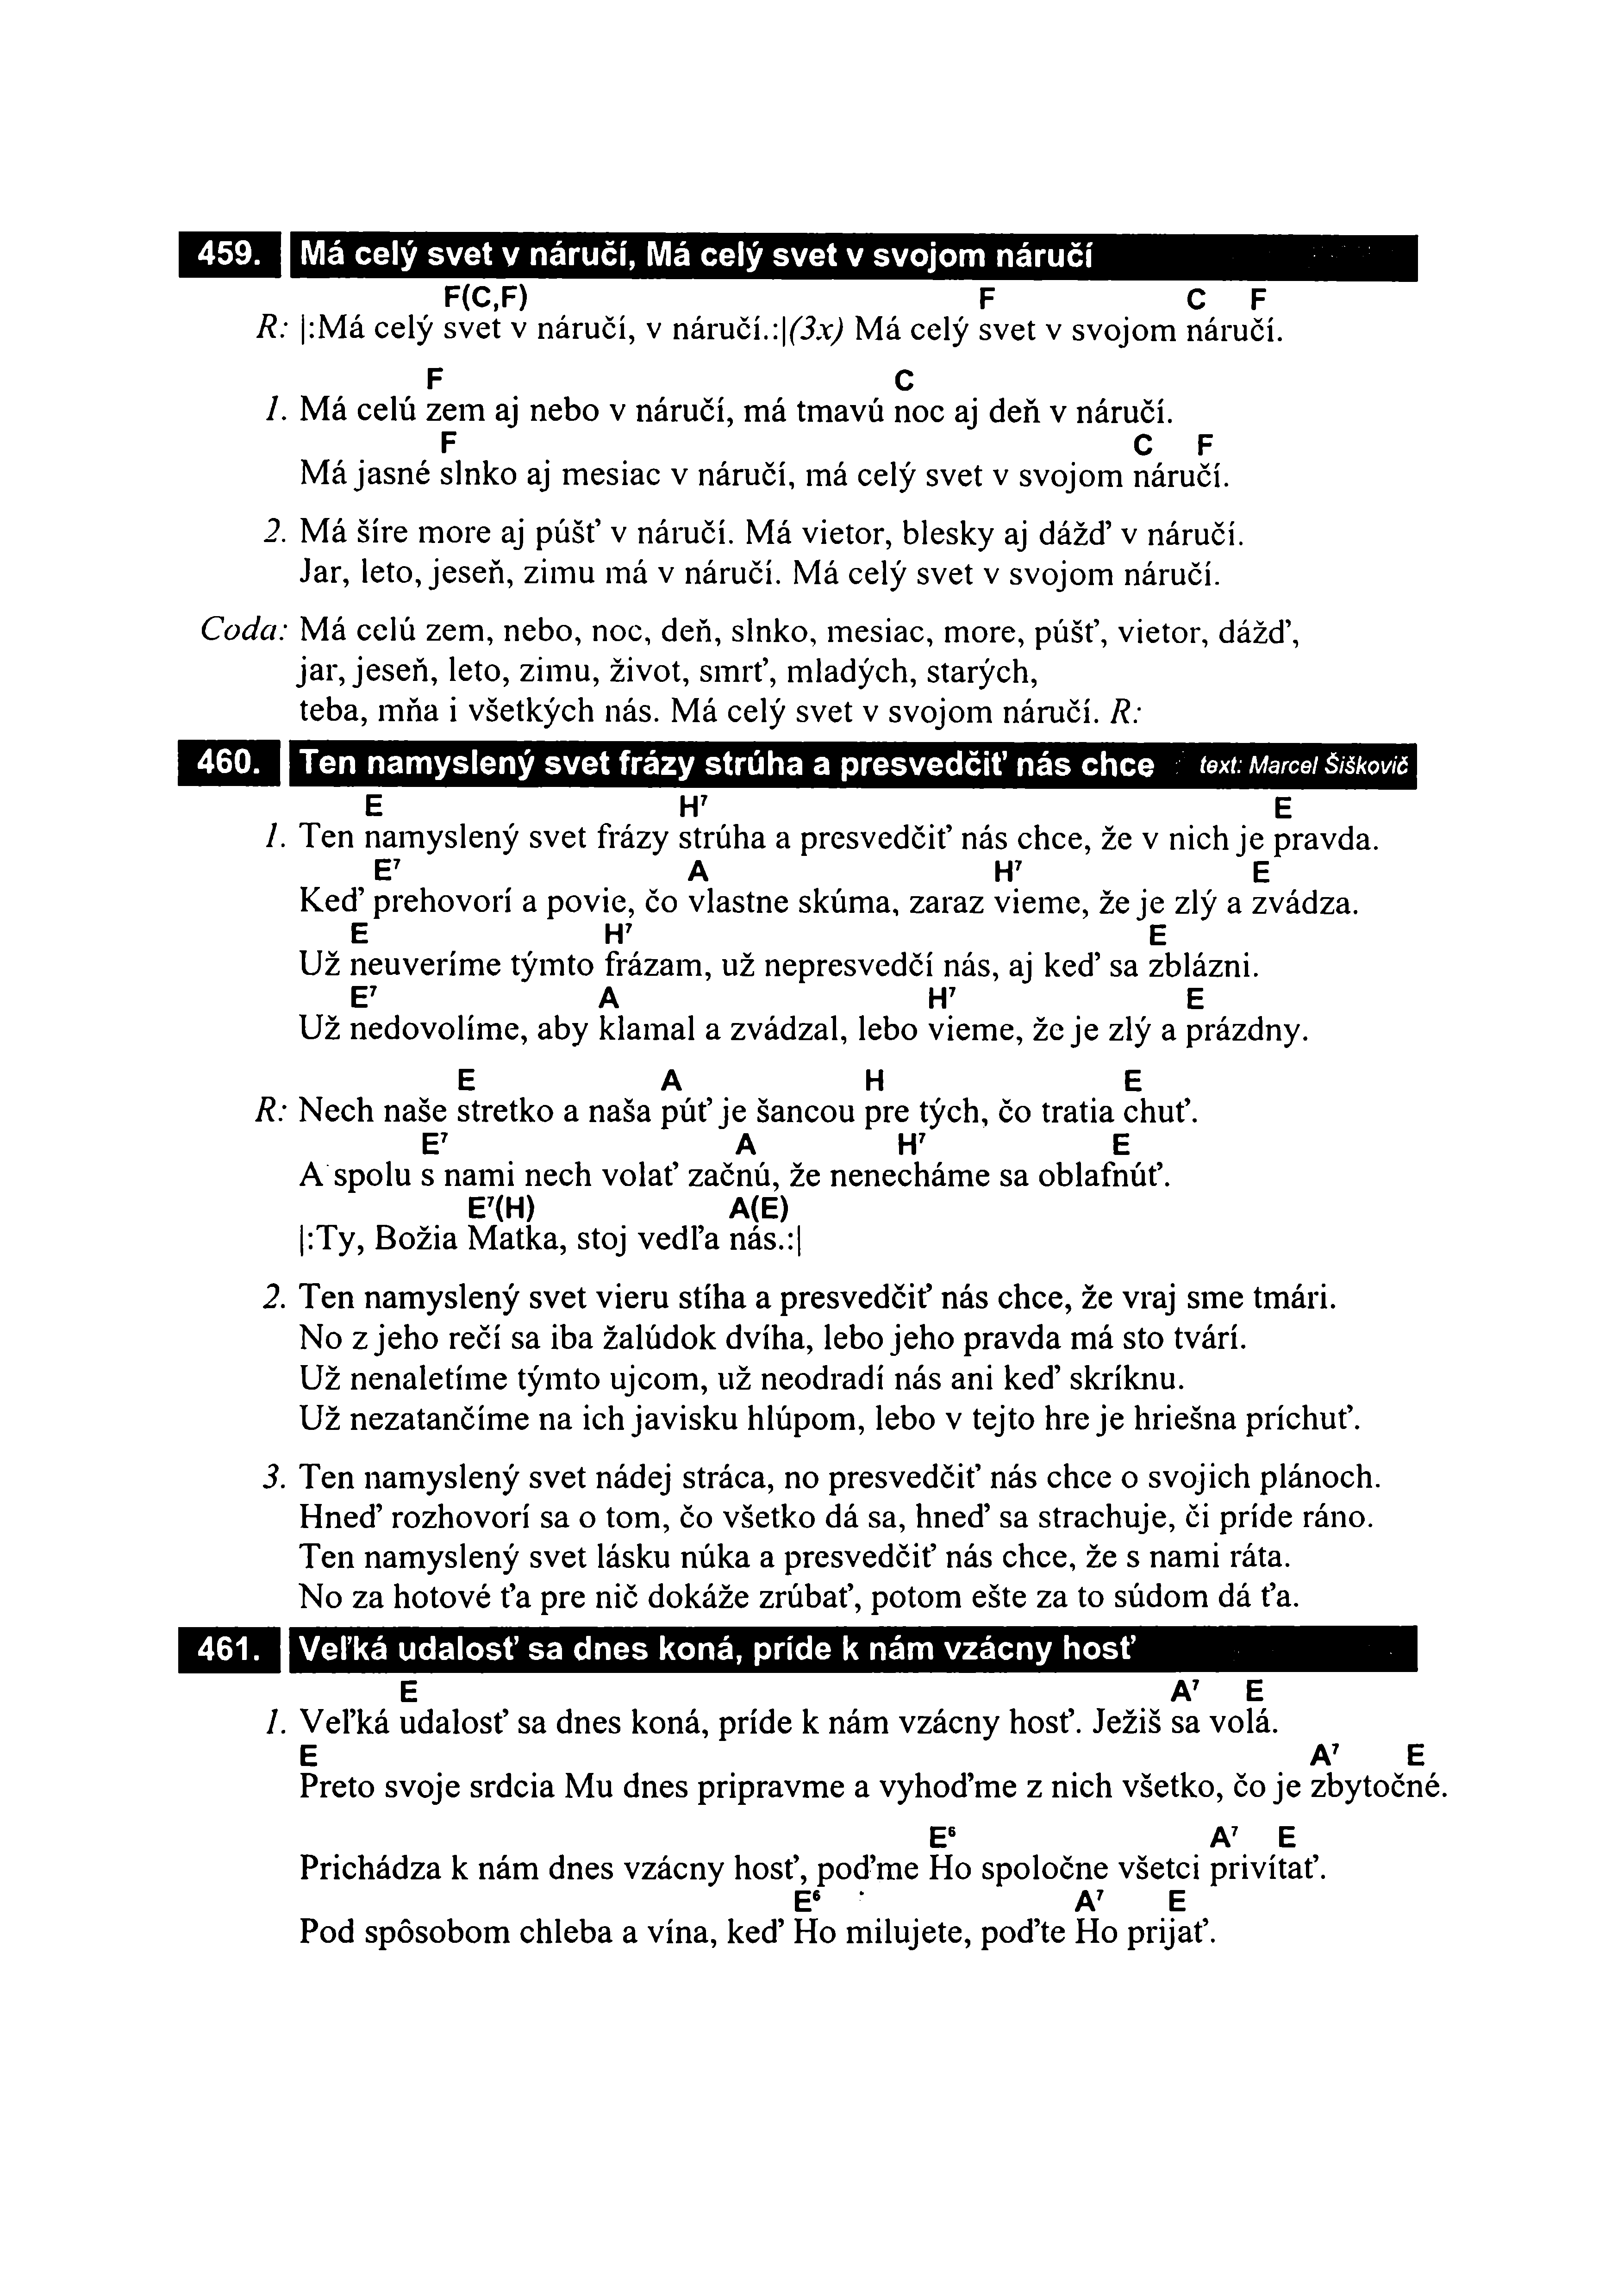 459. Má celý svet v náručí, Má celý svet v svojom náručí
F(C,F) F C F
R: |:Má celý svet v náručí, v náručí.:|(3x) Má celý svet v svojom náručí.
F C
1. Má celú zem aj nebo v náručí, má tmavú noc aj deň v náručí.
F C F
Má jasné slnko aj mesiac v náručí, má celý svet v svojom náručí.
2. Má šíre more aj púšť v náručí. Má vietor, blesky aj dážď v náručí.
Jar, leto, jeseň, zimu má v náručí. Má celý svet v svojom náručí.
Coda: Má celú zem, nebo, noc, deň, slnko, mesiac, more, púšť, vietor, dážď,
jar, jeseň, leto, zimu, život, smrť, mladých, starých,
teba, mňa i všetkých nás. Má celý svet v svojom náručí. R:
460. Ten namyslený svet frázy strúha a presvedčiť nás chce text: Marcel Šiškovič
E H⁷ E
1. Ten namyslený svet frázy strúha a presvedčiť nás chce, že v nich je pravda.
E⁷ A H⁷ E
Keď prehovorí a povie, čo vlastne skúma, zaraz vieme, že je zlý a zvádza.
E H⁷ E
Už neuveríme týmto frázam, už nepresvedčí nás, aj keď sa zblázni.
E⁷ A H⁷ E
Už nedovolíme, aby klamal a zvádzal, lebo vieme, že je zlý a prázdny.
E A H E
R: Nech naše stretko a naša púť je šancou pre tých, čo tratia chuť.
E⁷ A H⁷ E
A spolu s nami nech volať začnú, že nenecháme sa oblafnúť.
E⁷(H) A(E)
|:Ty, Božia Matka, stoj vedľa nás.:|
2. Ten namyslený svet vieru stíha a presvedčiť nás chce, že vraj sme tmári.
No z jeho rečí sa iba žalúdok dvíha, lebo jeho pravda má sto tvárí.
Už nenaletíme týmto ujcom, už neodradí nás ani keď skríknu.
Už nezatančíme na ich javisku hlúpom, lebo v tejto hre je hriešna príchuť.
3. Ten namyslený svet nádej stráca, no presvedčiť nás chce o svojich plánoch.
Hneď rozhovorí sa o tom, čo všetko dá sa, hneď sa strachuje, či príde ráno.
Ten namyslený svet lásku núka a presvedčiť nás chce, že s nami ráta.
No za hotové ťa pre nič dokáže zrúbať, potom ešte za to súdom dá ťa.
461. Veľká udalosť sa dnes koná, príde k nám vzácny hosť
E A⁷ E
1. Veľká udalosť sa dnes koná, príde k nám vzácny hosť. Ježiš sa volá.
E A⁷ E
Preto svoje srdcia Mu dnes pripravme a vyhoďme z nich všetko, čo je zbytočné.
E⁶ A⁷ E
Prichádza k nám dnes vzácny hosť, poďme Ho spoločne všetci privítať.
E⁶ A⁷ E
Pod spôsobom chleba a vína, keď Ho milujete, poďte Ho prijať.